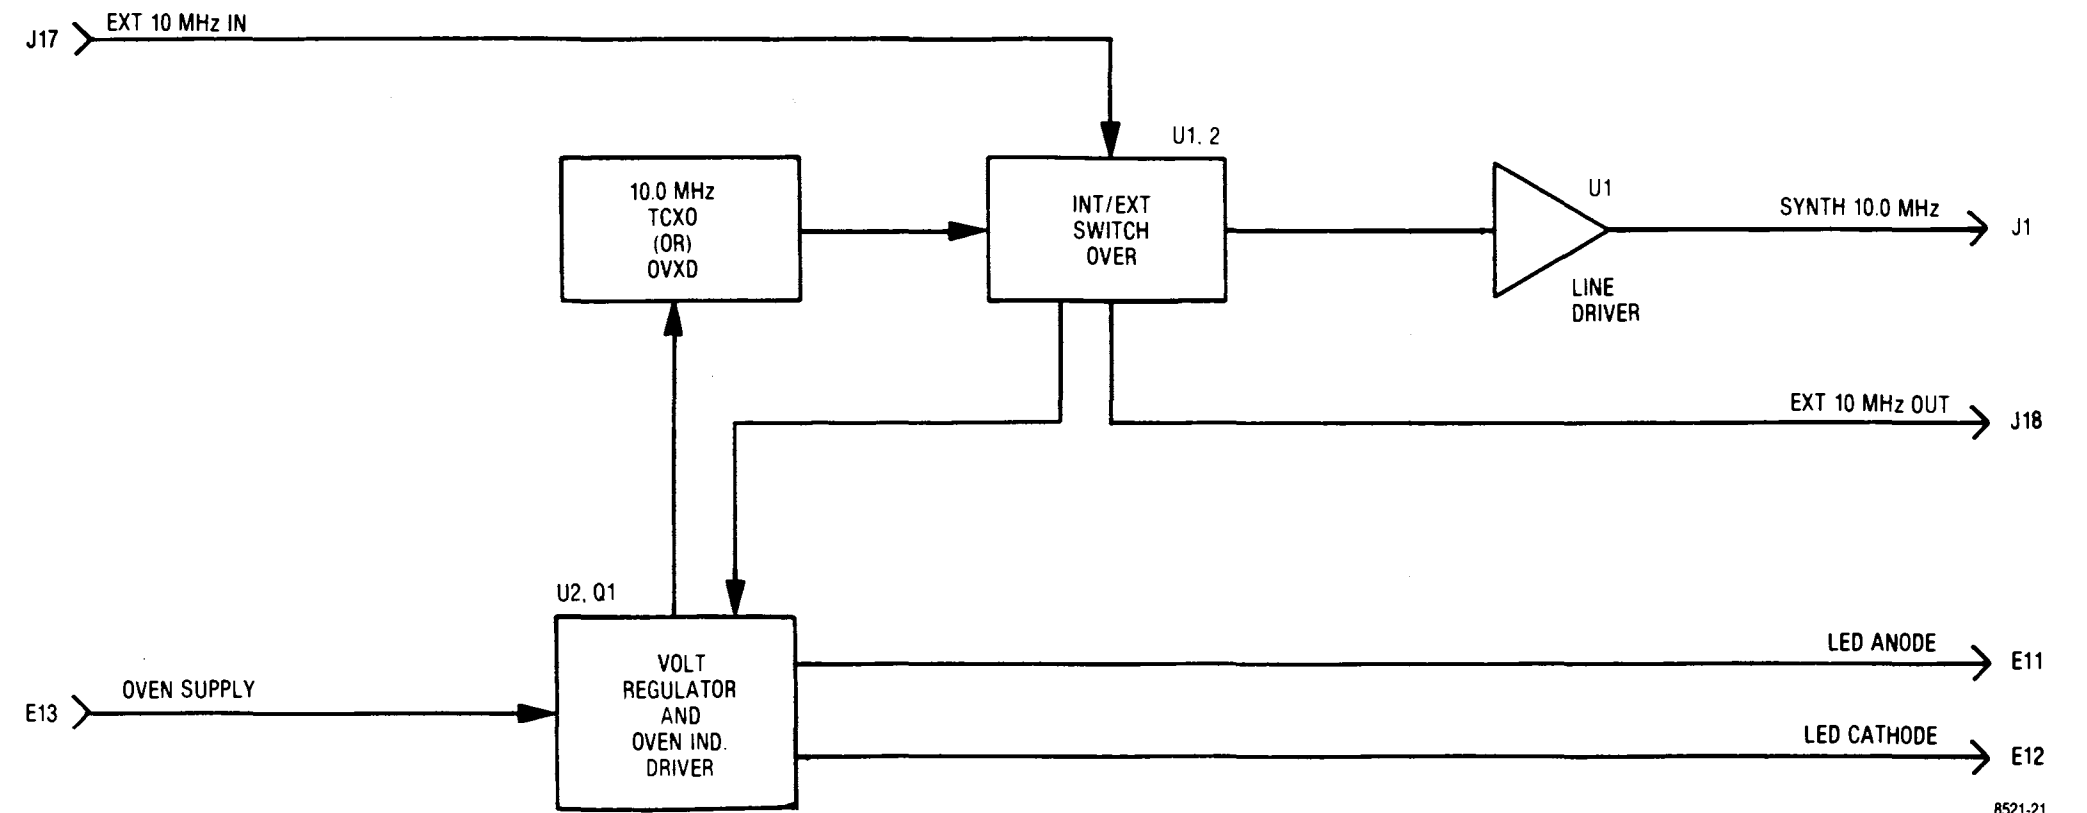 EXT 10 MHz IN
J17
U1, 2
10.0 MHz
TCXO
(OR)
OVXD
INT/EXT
SWITCH
OVER
U1
LINE
DRIVER
SYNTH 10.0 MHz
J1
EXT 10 MHz OUT
J18
U2, Q1
VOLT
REGULATOR
AND
OVEN IND.
DRIVER
OVEN SUPPLY
E13
LED ANODE
E11
LED CATHODE
E12
8521-21